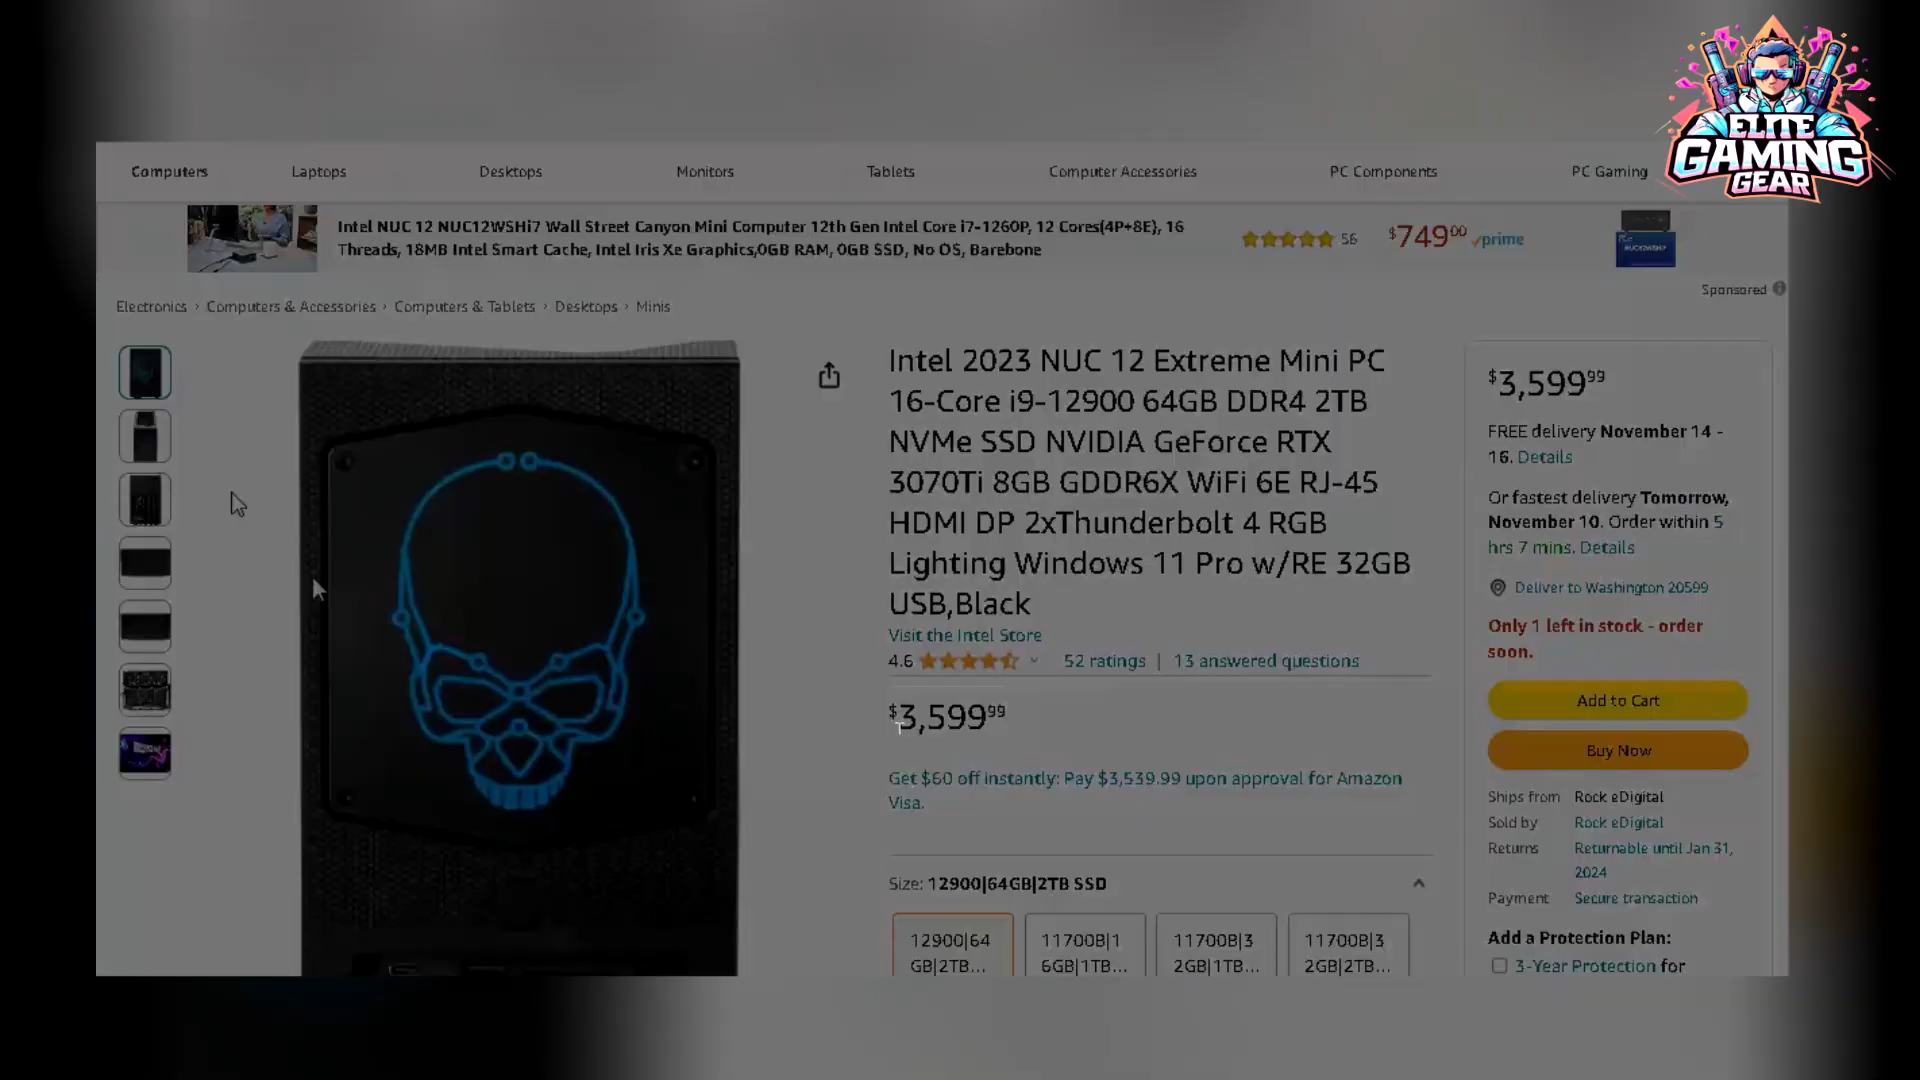 ELITE
GAMING
GEAR
Computers
Laptops
Desktops
Monitors
Tablets
Computer Accessories
PC Components
PC Gaming
Intel NUC 12 NUC12WSHi7 Wall Street Canyon Mini Computer 12th Gen Intel Core i7-1260P, 12 Cores(4P+8E), 16
Threads, 18MB Intel Smart Cache, Intel Iris Xe Graphics,0GB RAM, 0GB SSD, No OS, Barebone
56
$74900 prime
Sponsored
Electronics › Computers & Accessories › Computers & Tablets › Desktops › Minis
Intel 2023 NUC 12 Extreme Mini PC
16-Core i9-12900 64GB DDR4 2TB
NVMe SSD NVIDIA GeForce RTX
3070Ti 8GB GDDR6X WiFi 6E RJ-45
HDMI DP 2xThunderbolt 4 RGB
Lighting Windows 11 Pro w/RE 32GB
USB,Black
Visit the Intel Store
4.6
52 ratings | 13 answered questions
$3,59999
Get $60 off instantly: Pay $3,539.99 upon approval for Amazon
Visa.
Size: 12900|64GB|2TB SSD
12900|64
GB|2TB...
11700B|1
6GB|1TB...
11700B|3
2GB|1TB...
11700B|3
2GB|2TB...
$3,59999
FREE delivery November 14 -
16. Details
Or fastest delivery Tomorrow,
November 10. Order within 5
hrs 7 mins. Details
Deliver to Washington 20599
Only 1 left in stock - order
soon.
Add to Cart
Buy Now
Ships from Rock eDigital
Sold by Rock eDigital
Returns Returnable until Jan 31,
2024
Payment Secure transaction
Add a Protection Plan:
3-Year Protection for